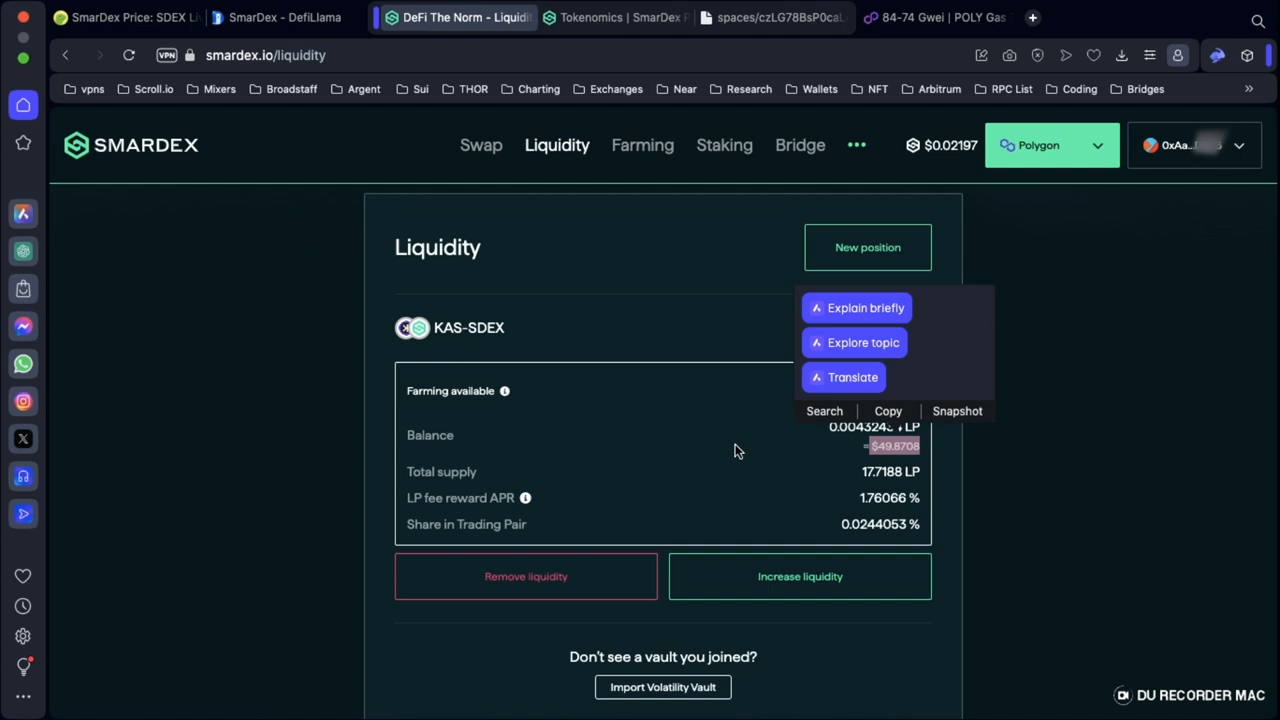 SmarDex Price: SDEX Li
SmarDex - DefiLlama
DeFi The Norm - Liquidi
Tokenomics | SmarDex
spaces/czLG78BsP0caL
84-74 Gwei | POLY Gas
VPN
smardex.io/liquidity
vpns
Scroll.io
Mixers
Broadstaff
Argent
Sui
THOR
Charting
Exchanges
Near
Research
Wallets
NFT
Arbitrum
RPC List
Coding
Bridges
SMARDEX
Swap
Liquidity
Farming
Staking
Bridge
$0.02197
Polygon
0xAa...
Liquidity
New position
KAS-SDEX
Explain briefly
Explore topic
Translate
Search
Copy
Snapshot
Farming available
Balance
LP
= $49.8708
Total supply
17.7188 LP
LP fee reward APR
1.76066 %
Share in Trading Pair
0.0244053 %
Remove liquidity
Increase liquidity
Don't see a vault you joined?
Import Volatility Vault
DU RECORDER MAC